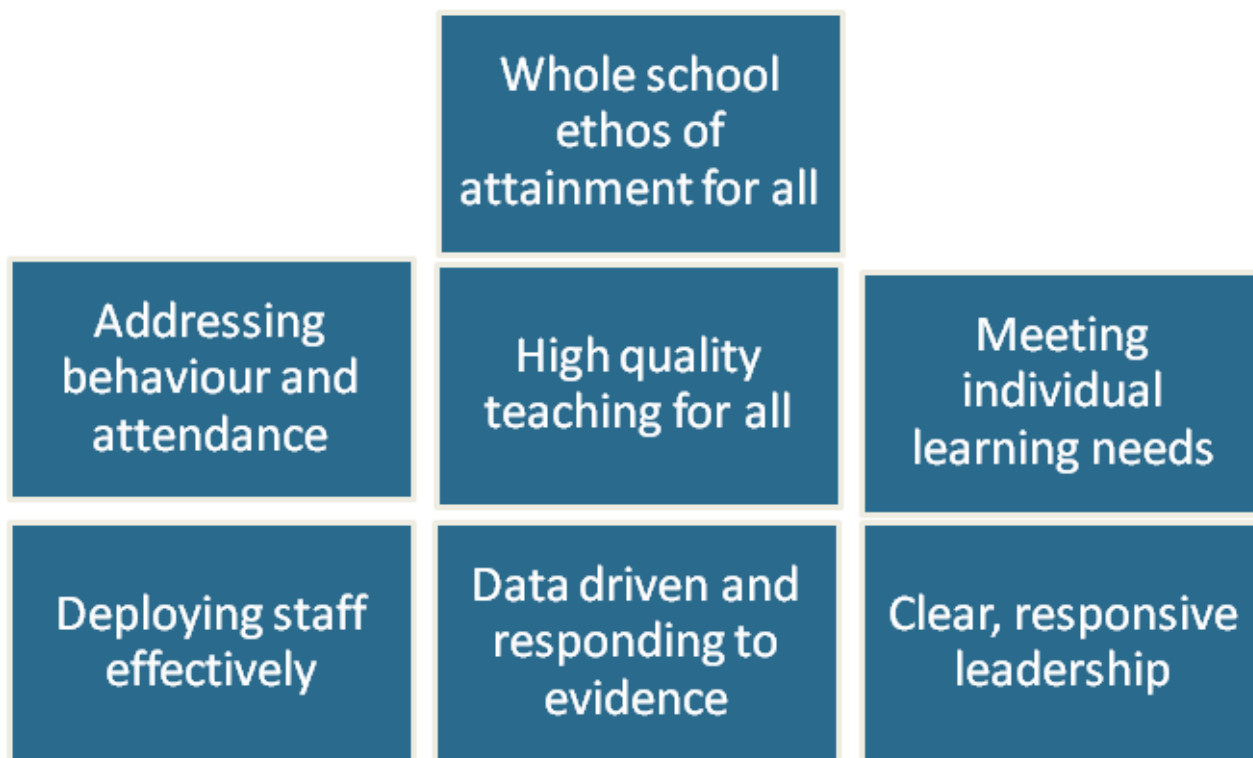 Whole school
ethos of
attainment for all
Addressing
behaviour and
attendance
High quality
teaching for all
Meeting
individual
learning needs
Deploying staff
effectively
Data driven and
responding to
evidence
Clear, responsive
leadership